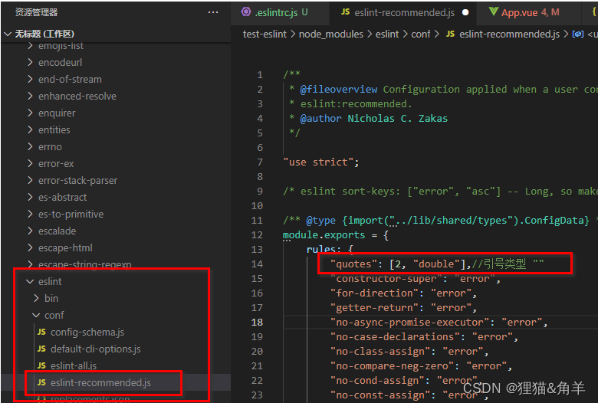 资源管理器
无标题 (工作区)
emojis-list
encodeurl
end-of-stream
enhanced-resolve
enquirer
entities
errno
error-ex
error-stack-parser
es-abstract
es-to-primitive
escalade
escape-html
escape-string-regexp
eslint
bin
conf
JS config-schema.js
JS default-cli-options.js
JS eslint-all.js
JS eslint-recommended.js
.eslintrc.js U
JS eslint-recommended.js
App.vue 4, M
test-eslint > node_modules > eslint > conf > JS eslint-recommended.js >
1 /**
2 * @fileoverview Configuration applied when a user co
3 * eslint:recommended.
4 * @author Nicholas C. Zakas
5 */
6
7 "use strict";
8
9 /* eslint sort-keys: ["error", "asc"] -- Long, so make
10
11 /** @type {import("../lib/shared/types").ConfigData} *
12 module.exports = {
13 rules: {
14 "quotes": [2, "double"],//引号类型 ""
15 "constructor-super": "error",
16 "for-direction": "error",
17 "getter-return": "error",
18 "no-async-promise-executor": "error",
19 "no-case-declarations": "error",
20 "no-class-assign": "error",
21 "no-compare-neg-zero": "error",
22 "no-cond-assign": "error",
23 "no-const-assign": "error",
CSDN @狸猫&角羊